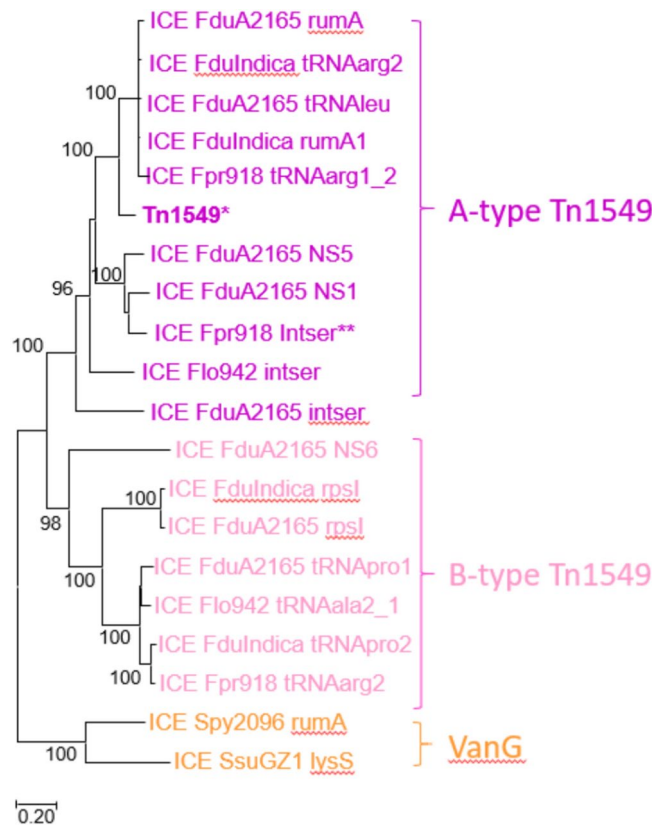 ICE FduA2165 rumA
ICE FduIndica tRNAarg2
100
ICE FduA2165 tRNAleu
ICE FduIndica rumA1
100
ICE Fpr918 tRNAarg1_2
Tn1549*
A-type Tn1549
ICE FduA2165 NS5
100
96
ICE FduA2165 NS1
ICE Fpr918 Intser**
100
ICE Flo942 intser
ICE FduA2165 intser
ICE FduA2165 NS6
ICE FduIndica rpsI
100
98
ICE FduA2165 rpsI
ICE FduA2165 tRNApro1
100
B-type Tn1549
ICE Flo942 tRNAala2_1
100
ICE FduIndica tRNApro2
ICE Fpr918 tRNAarg2
100
ICE Spy2096 rumA
VanG
100
ICE SsuGZ1 lysS
0.20